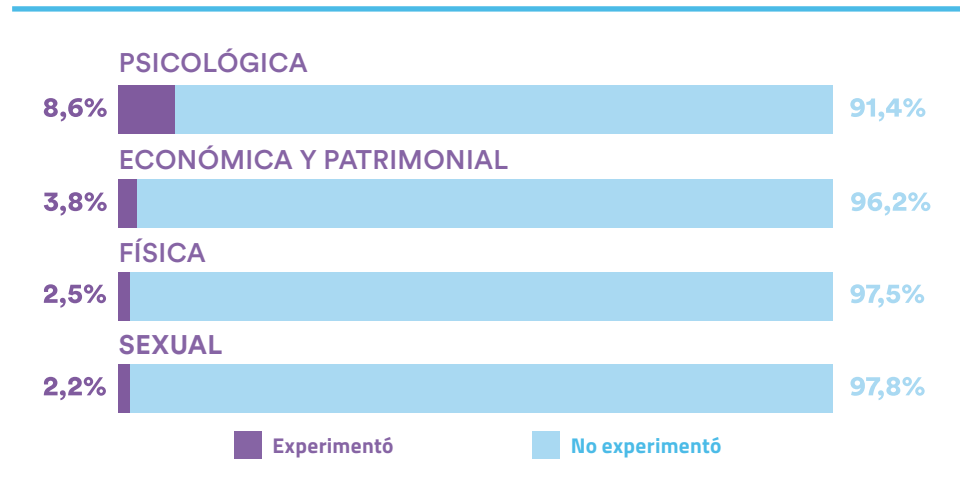 PSICOLÓGICA
8,6% 91,4%
ECONÓMICA Y PATRIMONIAL
3,8% 96,2%
FÍSICA
2,5% 97,5%
SEXUAL
2,2% 97,8%
Experimentó No experimentó